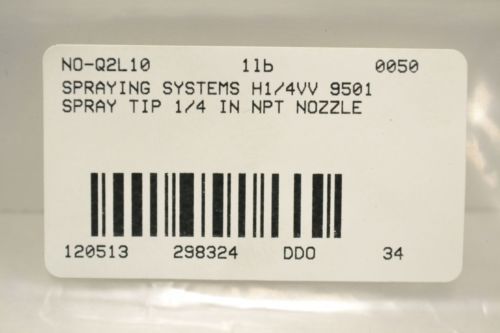 NO-Q2L10 1lb 0050
SPRAYING SYSTEMS H1/4VV 9501
SPRAY TIP 1/4 IN NPT NOZZLE
120513 298324 DDO 34